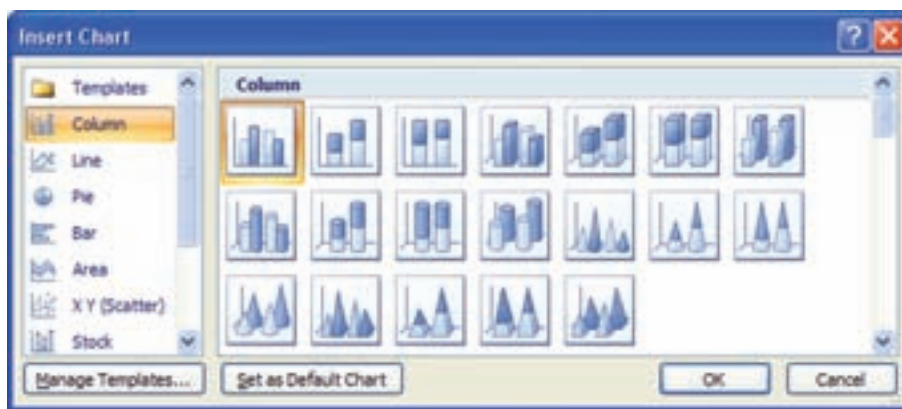 Insert Chart
Templates
Column
Line
Pie
Bar
Area
X Y (Scatter)
Stock
Column
Manage Templates...
Set as Default Chart
OK
Cancel